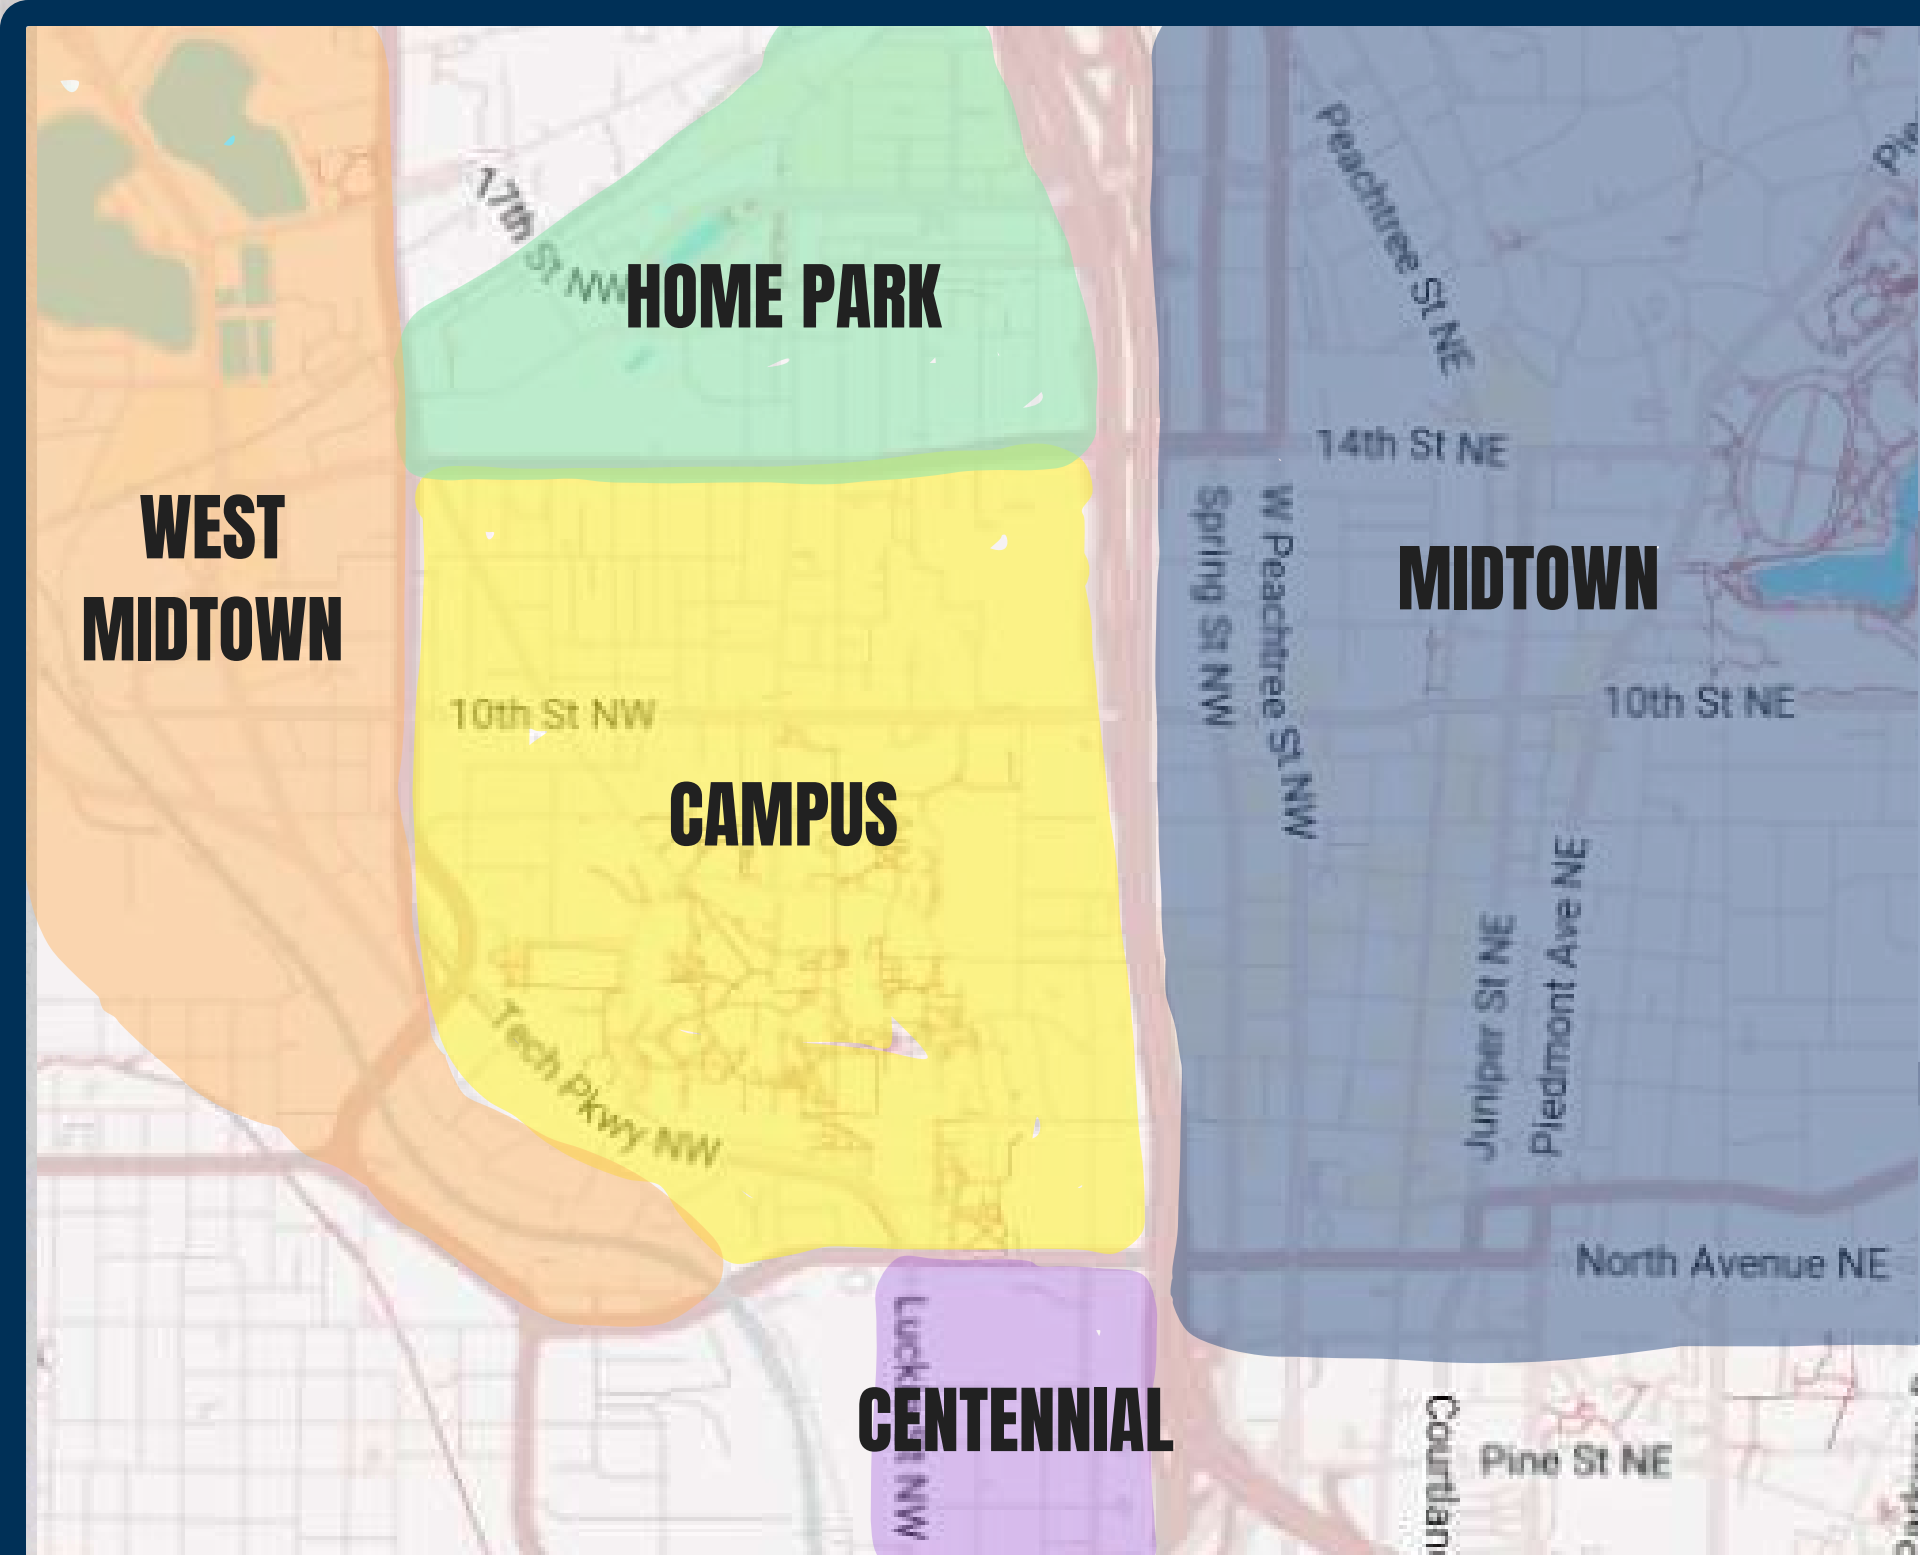 Peachtree St NE
17th St NW
HOME PARK
14th St NE
WEST
MIDTOWN
Spring St NW
W Peachtree St NW
MIDTOWN
10th St NW
10th St NE
CAMPUS
Juniper St NE
Piedmont Ave NE
Tech Pkwy NW
North Avenue NE
CENTENNIAL
Pine St NE